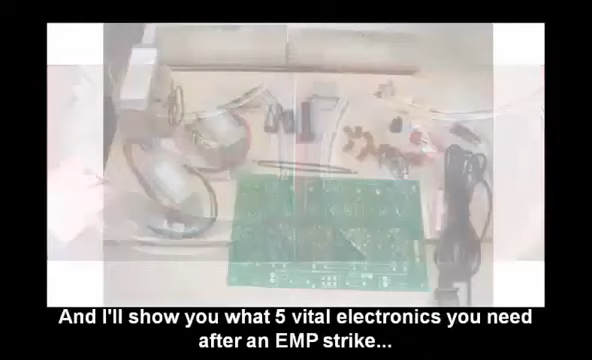 And I'll show you what 5 vital electronics you need
after an EMP strike...